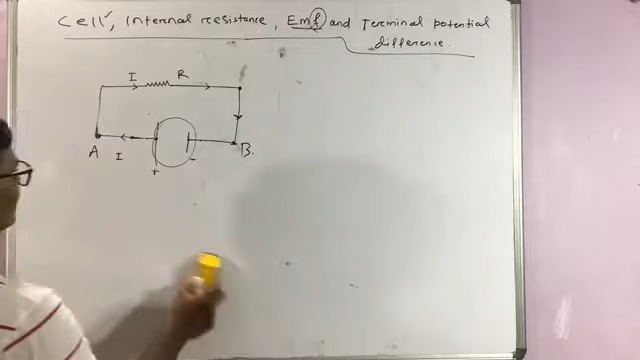 Cell, Internal resistance, Emf and Terminal potential
difference.
I R
A I B.
+ -